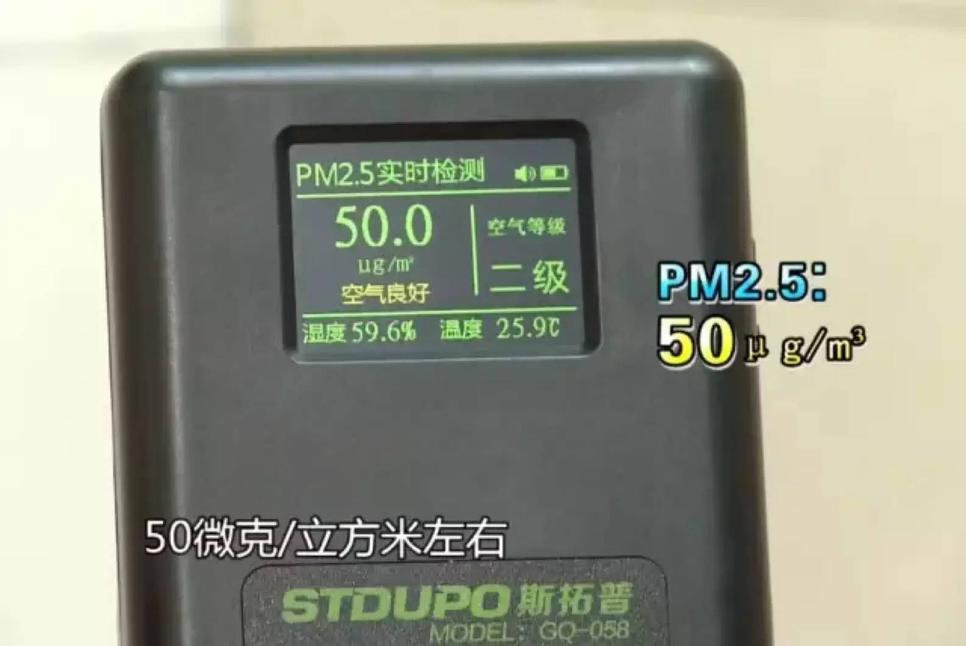 PM2.5实时检测
50.0
μg/m³
空气良好
空气等级
二级
湿度 59.6% 温度 25.9℃
PM2.5:
50μg/m³
50微克/立方米左右
STDUPO 斯拓普
MODEL: GQ-058